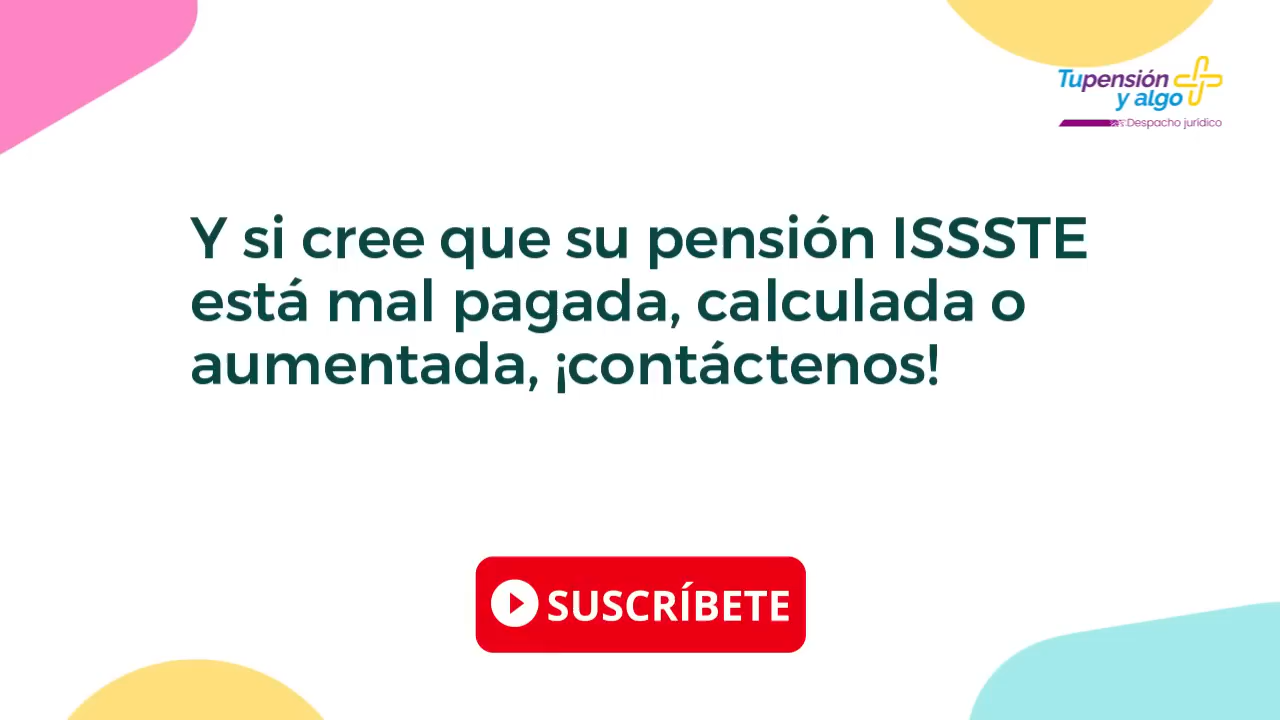 Tupensión
y algo
Despacho jurídico
Y si cree que su pensión ISSSTE
está mal pagada, calculada o
aumentada, ¡contáctenos!
SUSCRÍBETE